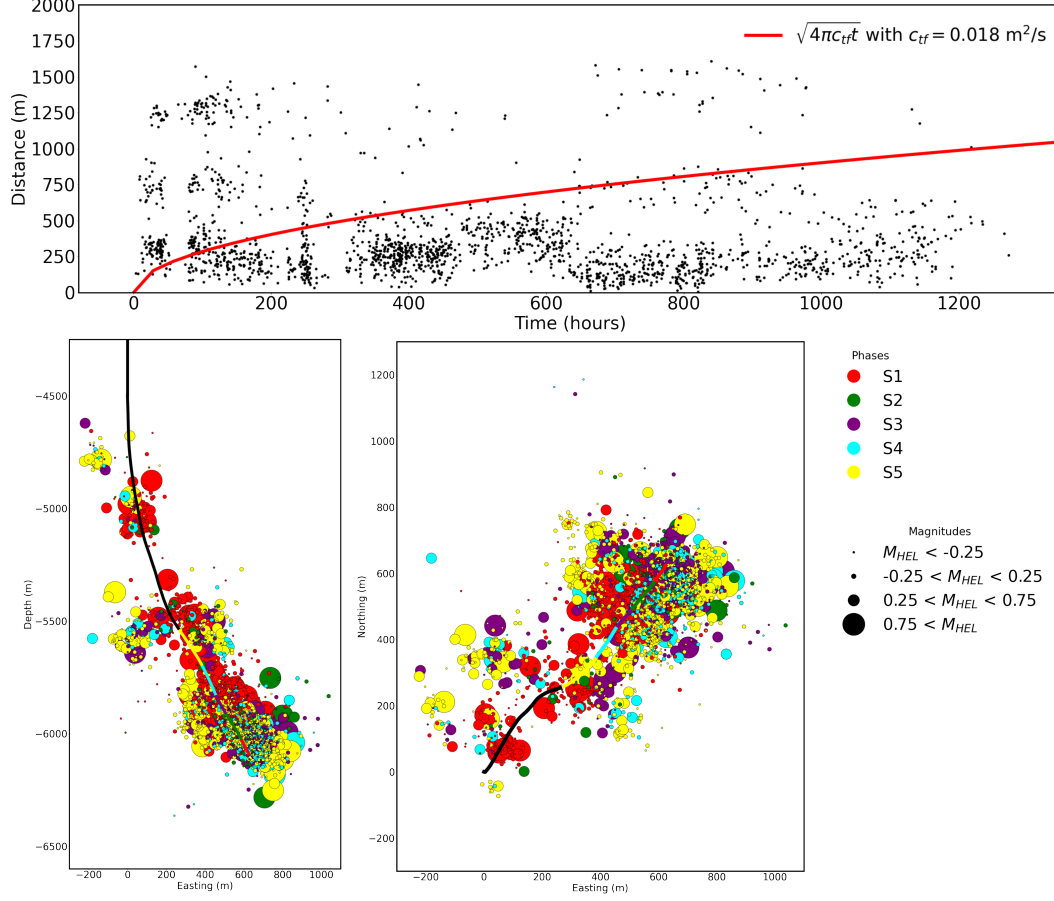 2000
1750
1500
1250
1000
750
500
250
0
Distance (m)
√4πc_tf t with c_tf = 0.018 m²/s
0
200
400
600
800
1000
1200
Time (hours)
−4500
−5000
−5500
−6000
−6500
Depth (m)
−200
0
200
400
600
800
1000
Easting (m)
1200
1000
800
600
400
200
0
−200
Northing (m)
−200
0
200
400
600
800
1000
Easting (m)
Phases
S1
S2
S3
S4
S5
Magnitudes
M_HEL < -0.25
-0.25 < M_HEL < 0.25
0.25 < M_HEL < 0.75
0.75 < M_HEL